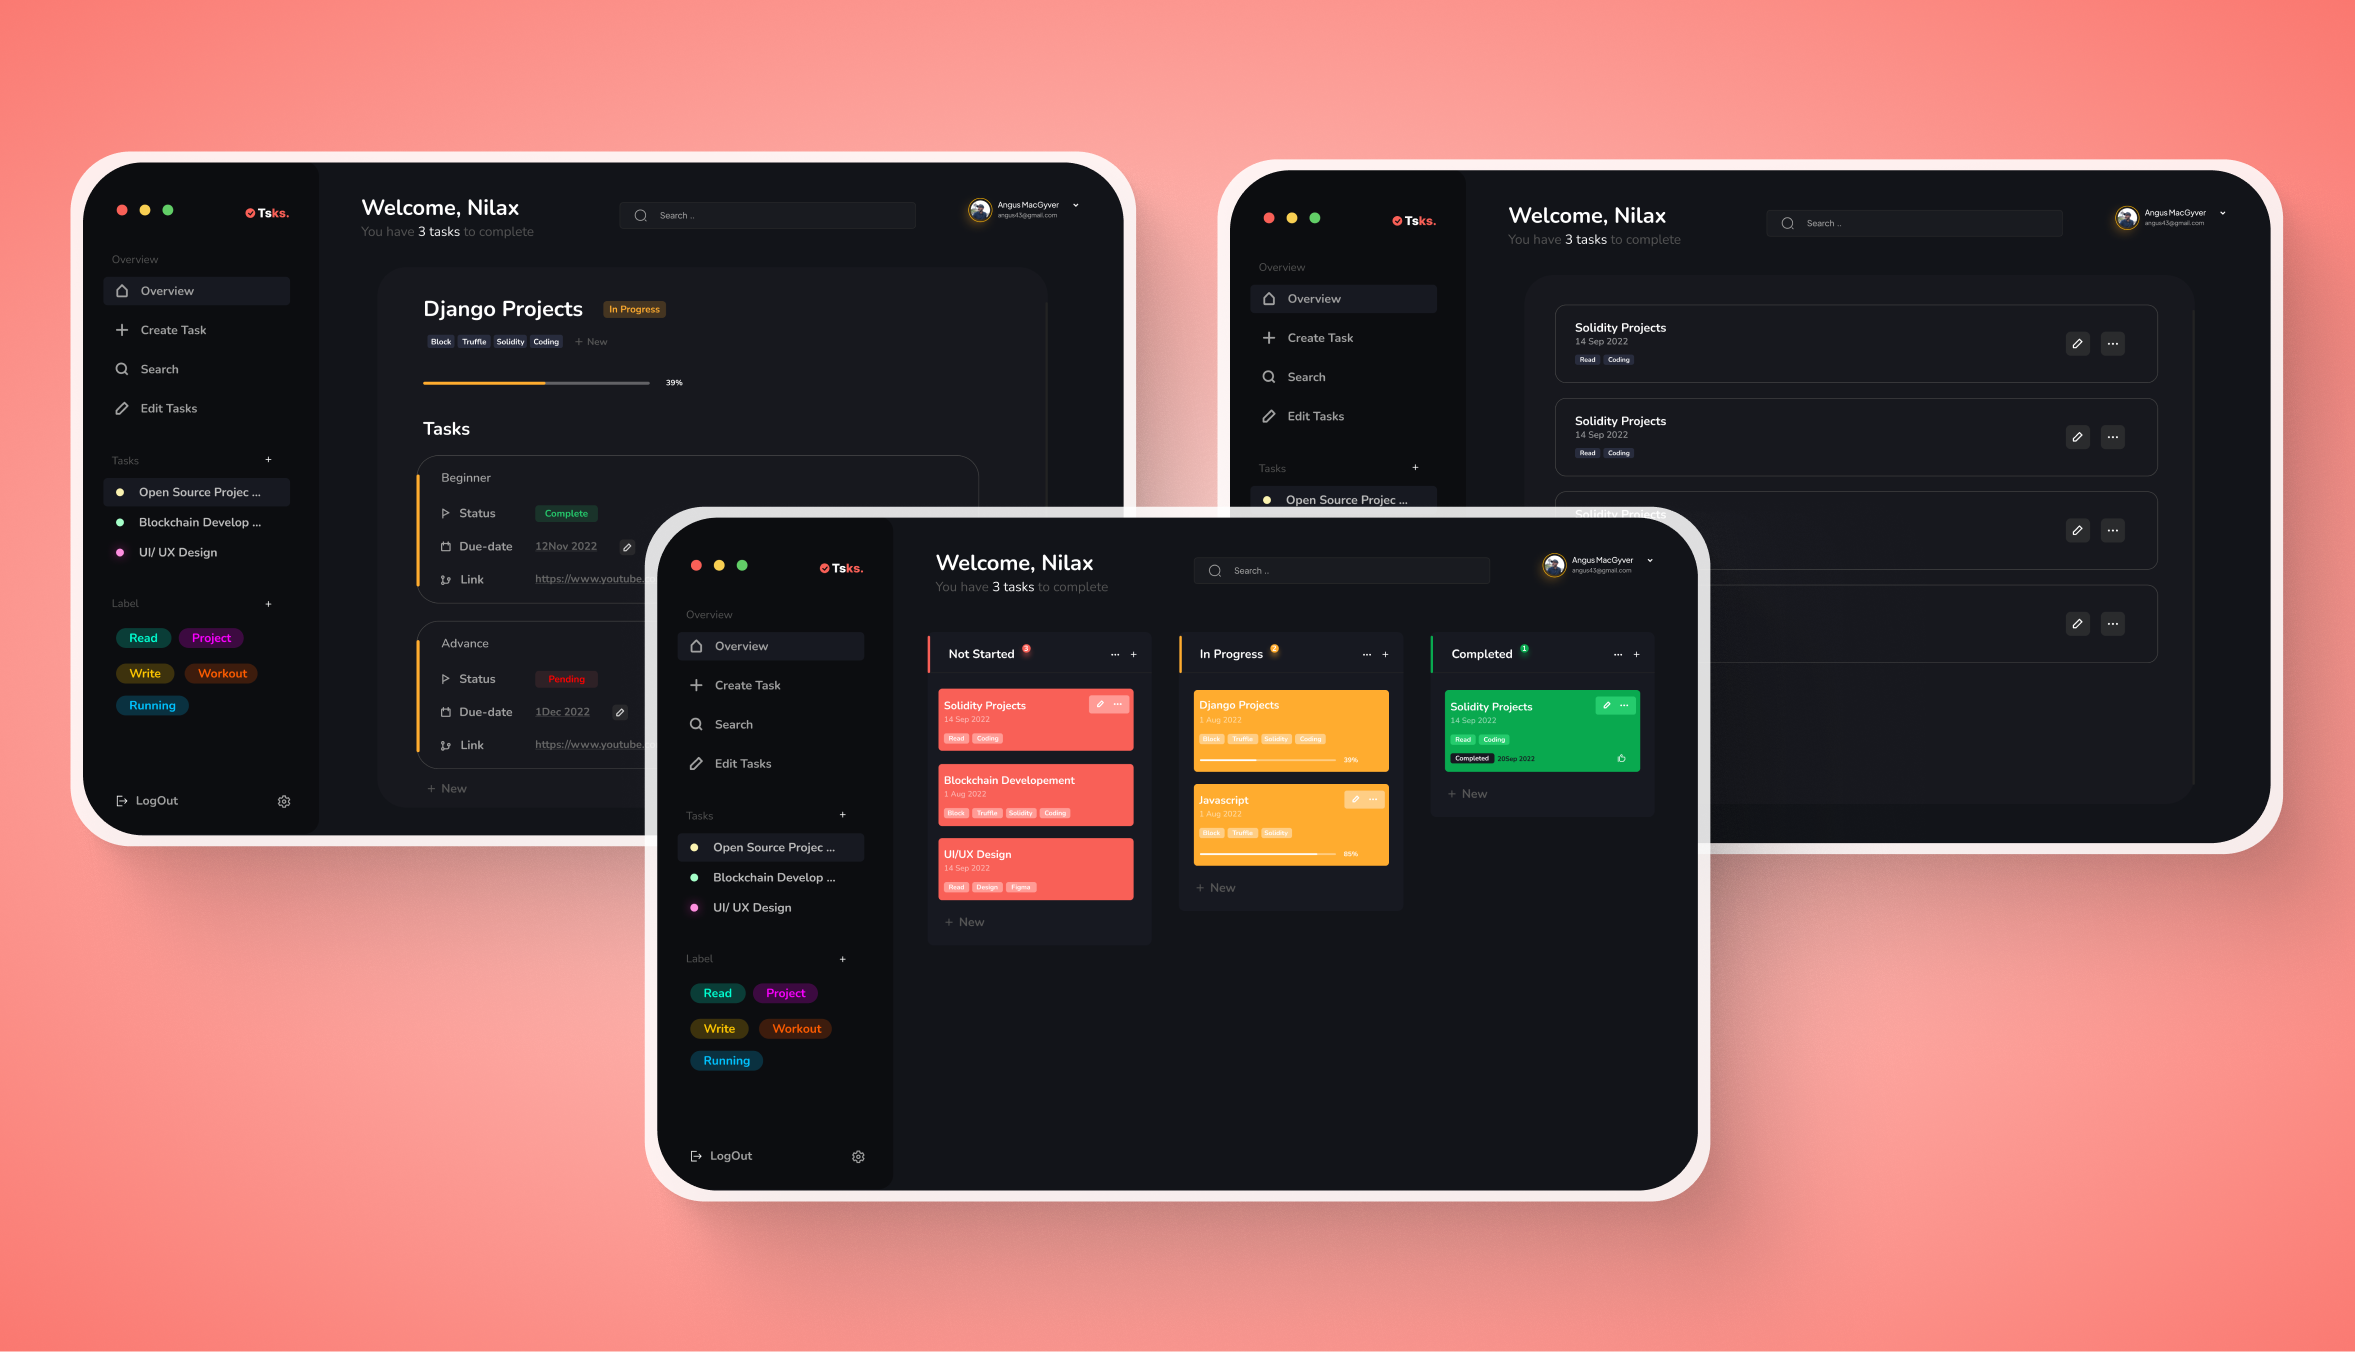 Tsks.
Overview
Overview
Create Task
Search
Edit Tasks
Tasks +
Open Source Projec ...
Blockchain Develop ...
UI/ UX Design
Label +
Read Project
Write Workout
Running
LogOut
Welcome, Nilax
You have 3 tasks to complete
Search ..
Angus MacGyver
angus43@gmail.com
Django Projects In Progress
Block Truffle Solidity Coding + New
39%
Tasks
Beginner
Status Complete
Due-date 12Nov 2022
Link https://www.youtube.
Advance
Status Pending
Due-date 1Dec 2022
Link https://www.youtube.
+ New
Tsks.
Overview
Overview
Create Task
Search
Edit Tasks
Tasks +
Open Source Projec ...
Welcome, Nilax
You have 3 tasks to complete
Search ..
Angus MacGyver
angus43@gmail.com
Solidity Projects
14 Sep 2022
Read Coding
Solidity Projects
14 Sep 2022
Read Coding
Solidity Projects
Tsks.
Overview
Overview
Create Task
Search
Edit Tasks
Tasks +
Open Source Projec ...
Blockchain Develop ...
UI/ UX Design
Label +
Read Project
Write Workout
Running
LogOut
Welcome, Nilax
You have 3 tasks to complete
Search ..
Angus MacGyver
angus43@gmail.com
Not Started 3 ... +
Solidity Projects
14 Sep 2022
Read Coding
Blockchain Developement
1 Aug 2022
Block Truffle Solidity Coding
UI/UX Design
14 Sep 2022
Read Design Figma
+ New
In Progress 2 ... +
Django Projects
1 Aug 2022
Block Truffle Solidity Coding
39%
Javascript
1 Aug 2022
Block Truffle Solidity
85%
+ New
Completed 1 ... +
Solidity Projects
14 Sep 2022
Read Coding
Completed 20Sep 2022
+ New